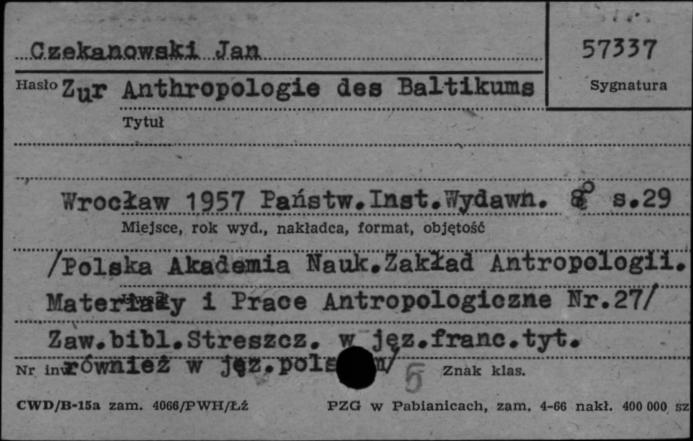 Czekanowski Jan
57337
Hasło
Sygnatura
Zur Anthropologie des Baltikums
Tytuł
Wrocław 1957 Państw.Inst.Wydawn. 8° s.29
Miejsce, rok wyd., nakładca, format, objętość
/Polska Akademia Nauk.Zakład Antropologii.
Materiały i Prace Antropologiczne Nr.27/
Zaw.bibl.Streszcz. w jęz.franc.tyt.
również w jęz.pols m/
Nr inw
5
Znak klas.
CWD/B-15a zam. 4066/PWH/Łź
PZG w Pabianicach, zam. 4-66 nakł. 400 000 sz